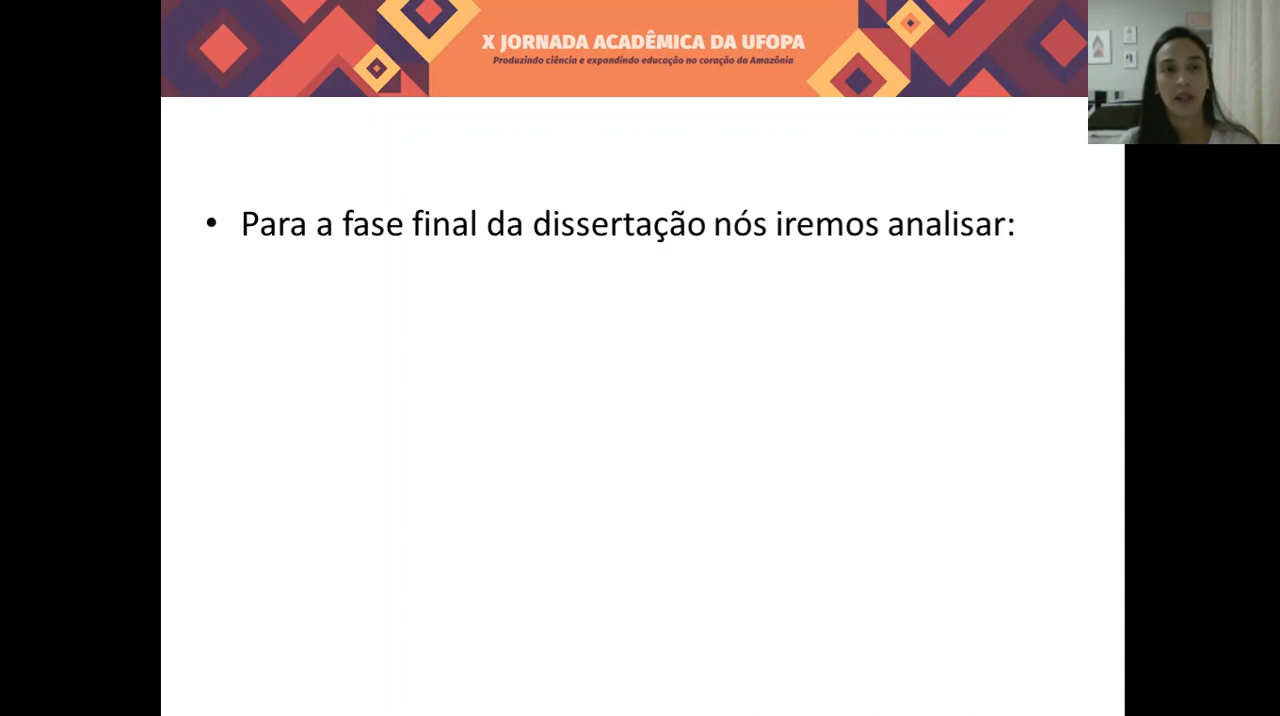 X JORNADA ACADÊMICA DA UFOPA
Produzindo ciência e expandindo educação no coração da Amazônia
• Para a fase final da dissertação nós iremos analisar: